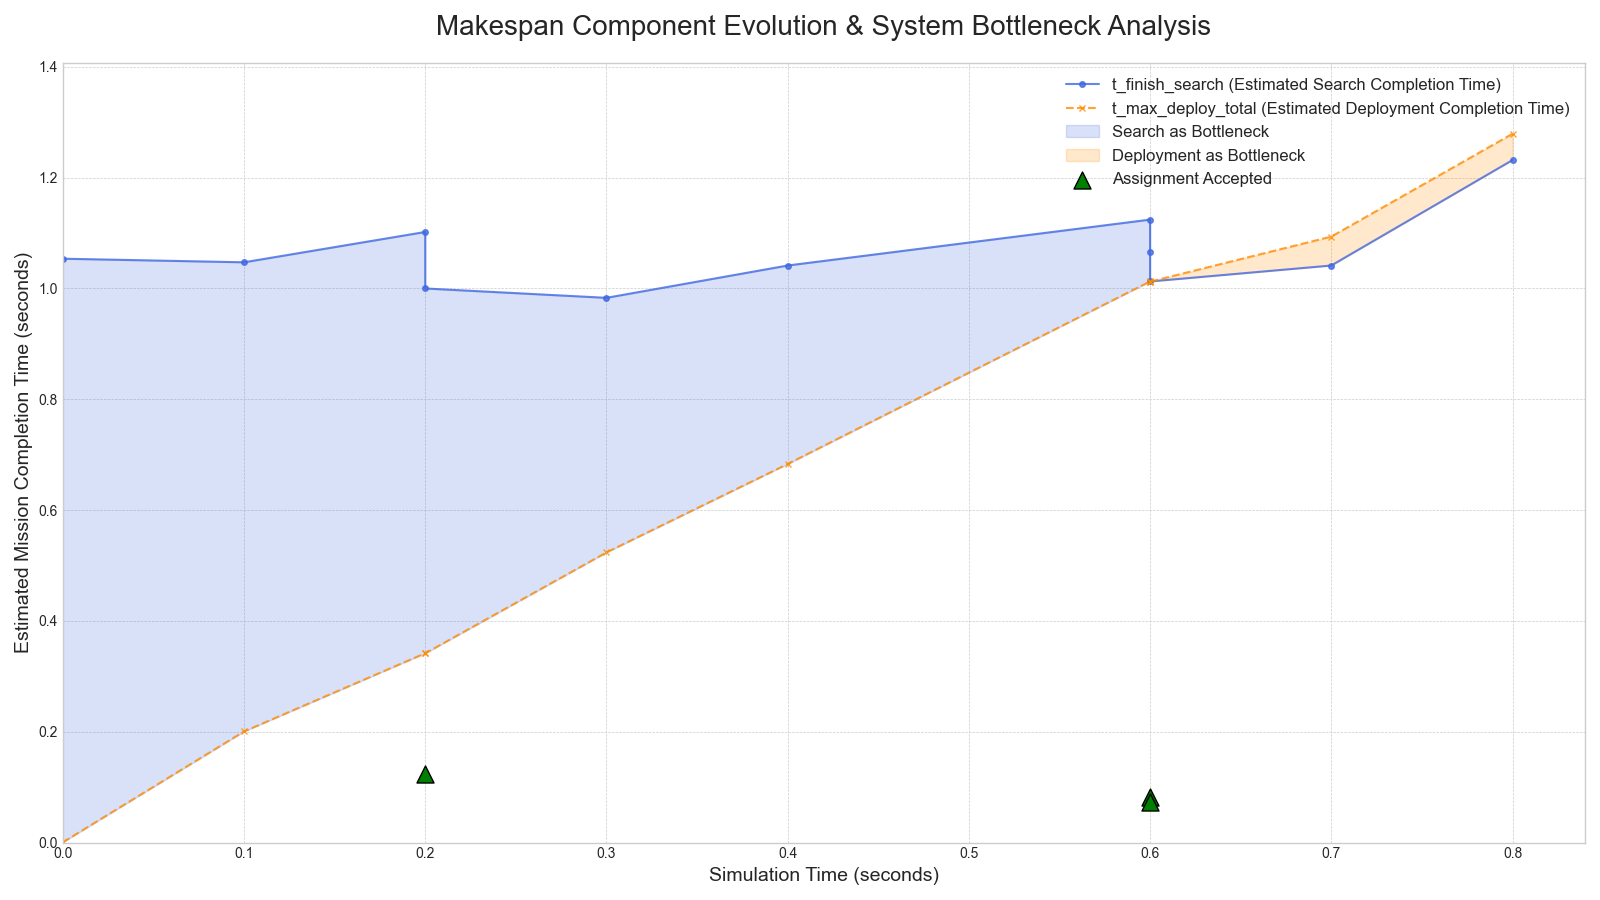 Makespan Component Evolution & System Bottleneck Analysis
t_finish_search (Estimated Search Completion Time)
t_max_deploy_total (Estimated Deployment Completion Time)
Search as Bottleneck
Deployment as Bottleneck
Assignment Accepted
Estimated Mission Completion Time (seconds)
1.4
1.2
1.0
0.8
0.6
0.4
0.2
0.0
0.0 0.1 0.2 0.3 0.4 0.5 0.6 0.7 0.8
Simulation Time (seconds)